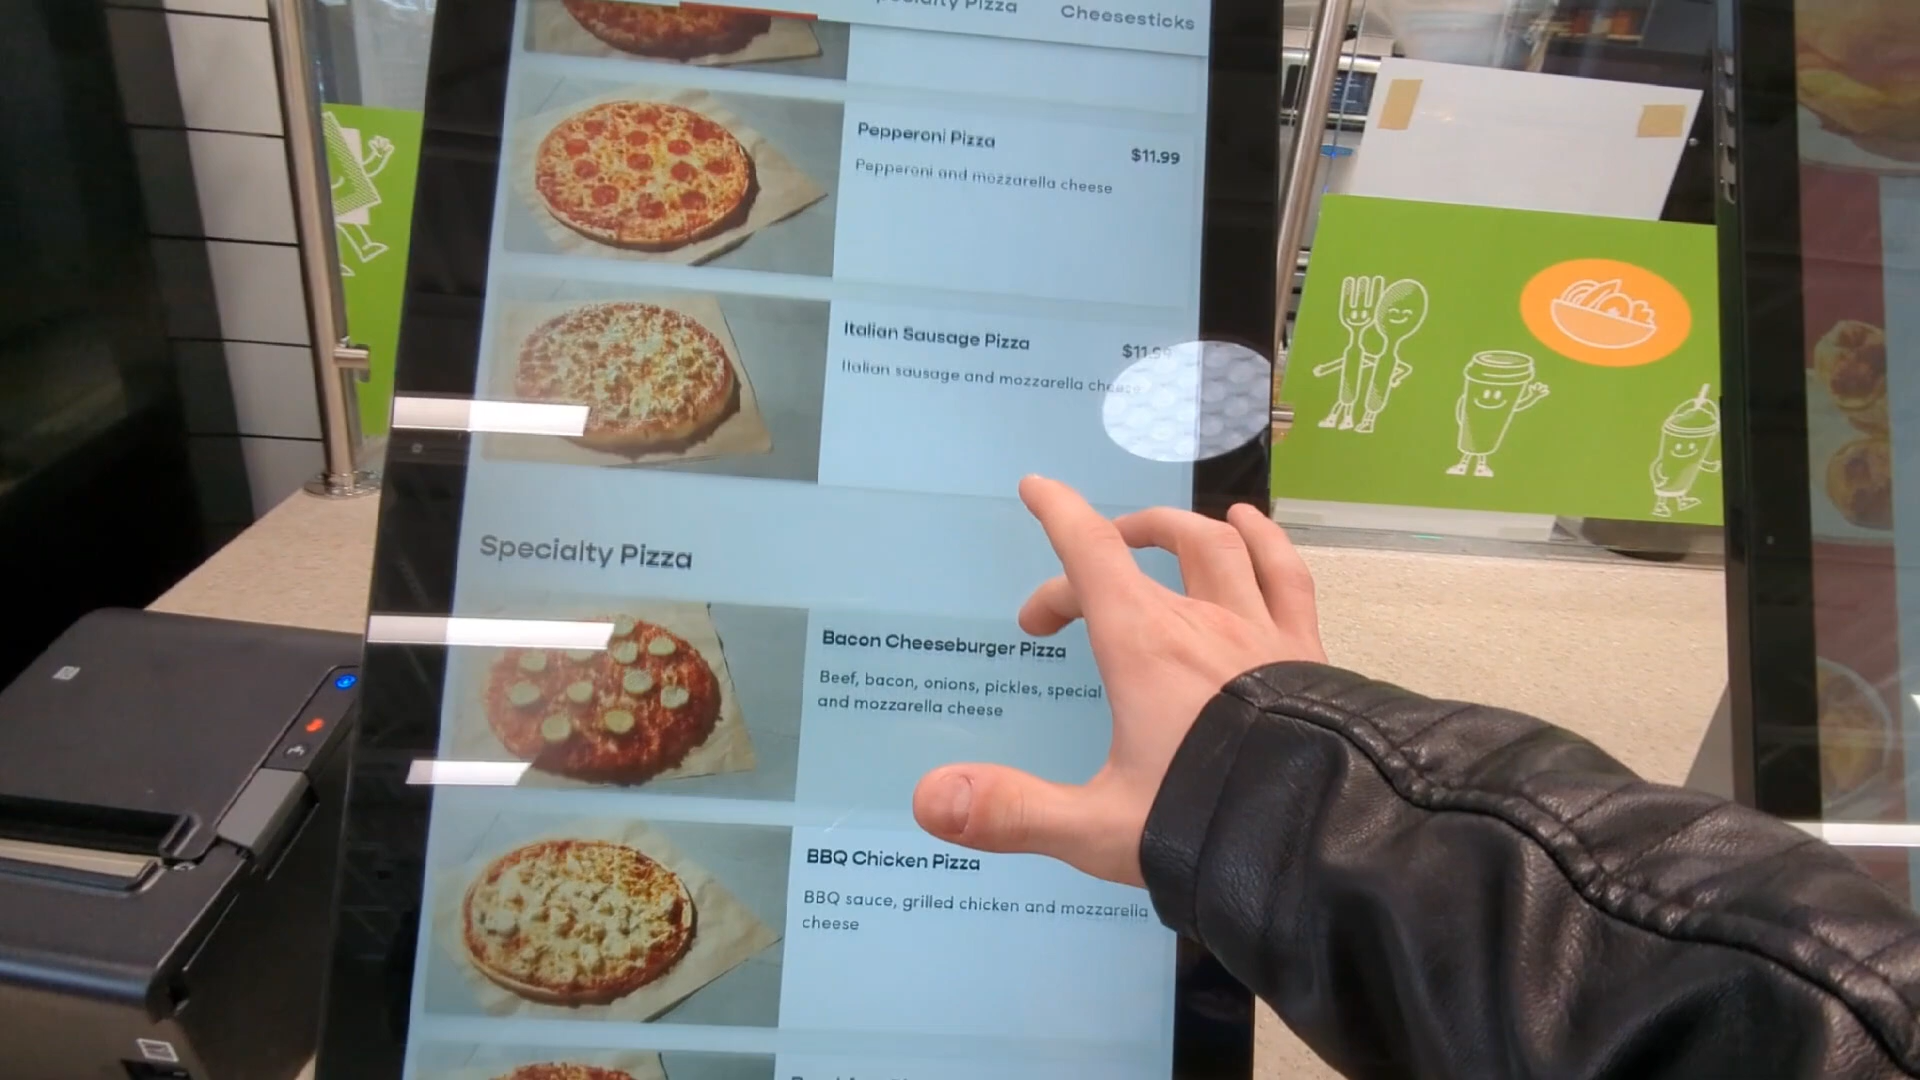 Pizza
Cheesesticks
Pepperoni Pizza
$11.99
Pepperoni and mozzarella cheese
Italian Sausage Pizza
Italian sausage and mozzarella cheese
Specialty Pizza
Bacon Cheeseburger Pizza
Beef, bacon, onions, pickles, special
and mozzarella cheese
BBQ Chicken Pizza
BBQ sauce, grilled chicken and mozzarella
cheese